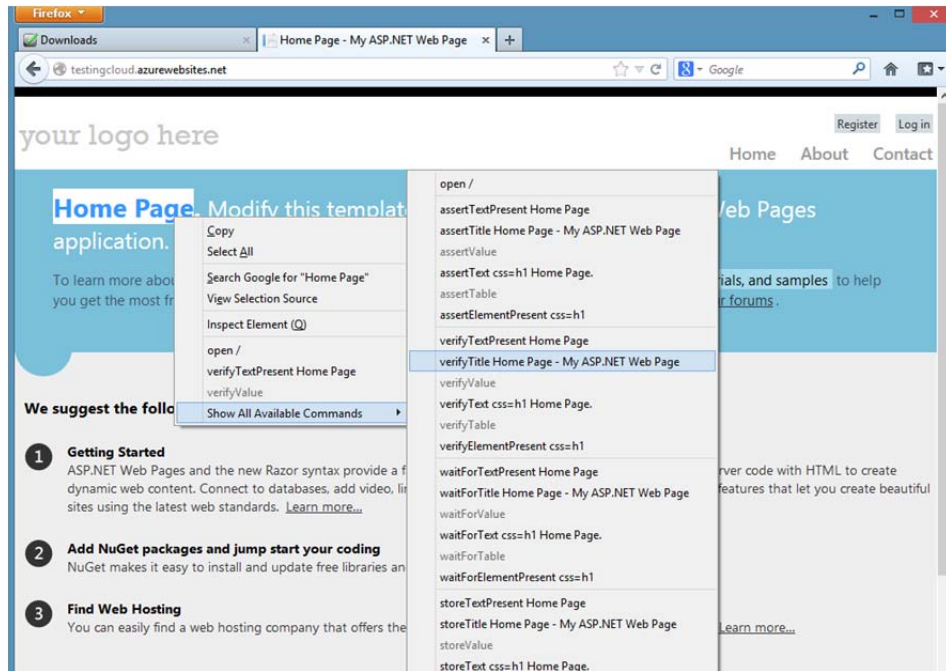 Firefox
Downloads
Home Page - My ASP.NET Web Page
testingcloud.azurewebsites.net
Google
Register Log in
your logo here
Home About Contact
Home Page. Modify this templat
/eb Pages
application.
To learn more abou
rials, and samples to help
you get the most fr
r forums.
We suggest the follo
1
Getting Started
ASP.NET Web Pages and the new Razor syntax provide a f
rver code with HTML to create
dynamic web content. Connect to databases, add video, lin
features that let you create beautiful
sites using the latest web standards. Learn more...
2
Add NuGet packages and jump start your coding
NuGet makes it easy to install and update free libraries an
3
Find Web Hosting
You can easily find a web hosting company that offers the
Learn more...
Copy
Select All
Search Google for "Home Page"
View Selection Source
Inspect Element (Q)
open /
verifyTextPresent Home Page
verifyValue
Show All Available Commands
open /
assertTextPresent Home Page
assertTitle Home Page - My ASP.NET Web Page
assertValue
assertText css=h1 Home Page.
assertTable
assertElementPresent css=h1
verifyTextPresent Home Page
verifyTitle Home Page - My ASP.NET Web Page
verifyValue
verifyText css=h1 Home Page.
verifyTable
verifyElementPresent css=h1
waitForTextPresent Home Page
waitForTitle Home Page - My ASP.NET Web Page
waitForValue
waitForText css=h1 Home Page.
waitForTable
waitForElementPresent css=h1
storeTextPresent Home Page
storeTitle Home Page - My ASP.NET Web Page
storeValue
storeText css=h1 Home Page.